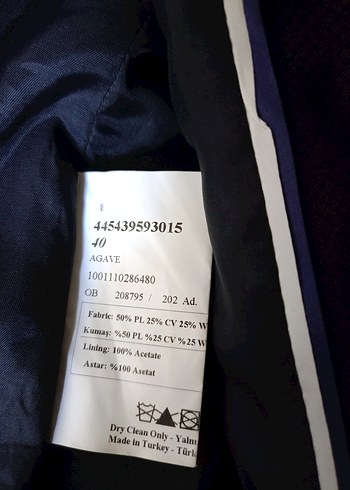 445439593015
40
AGAVE
1001110286480
OB 208795 / 202 Ad.
Fabric: 50% PL 25% CV 25% W
Kumaş: %50 PL %25 CV %25 W
Lining: 100% Acetate
Astar: %100 Asetat
Dry Clean Only - Yalnı
Made in Turkey - Türk